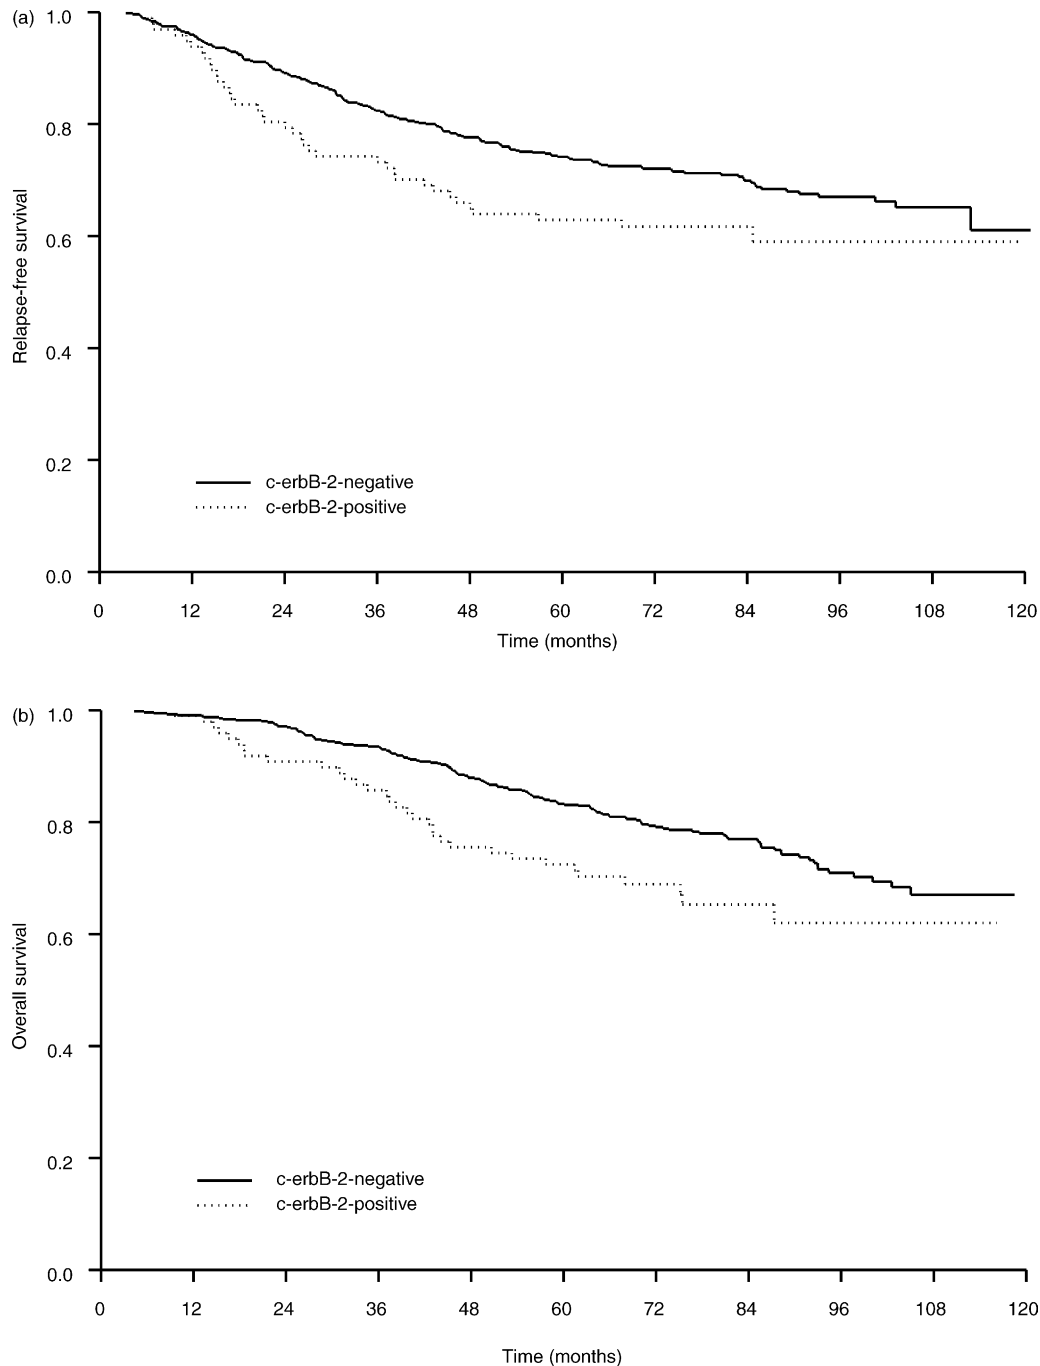 (a)
1.0
0.8
0.6
0.4
0.2
0.0
Relapse-free survival
c-erbB-2-negative
c-erbB-2-positive
0 12 24 36 48 60 72 84 96 108 120
Time (months)
(b)
1.0
0.8
0.6
0.4
0.2
0.0
Overall survival
c-erbB-2-negative
c-erbB-2-positive
0 12 24 36 48 60 72 84 96 108 120
Time (months)